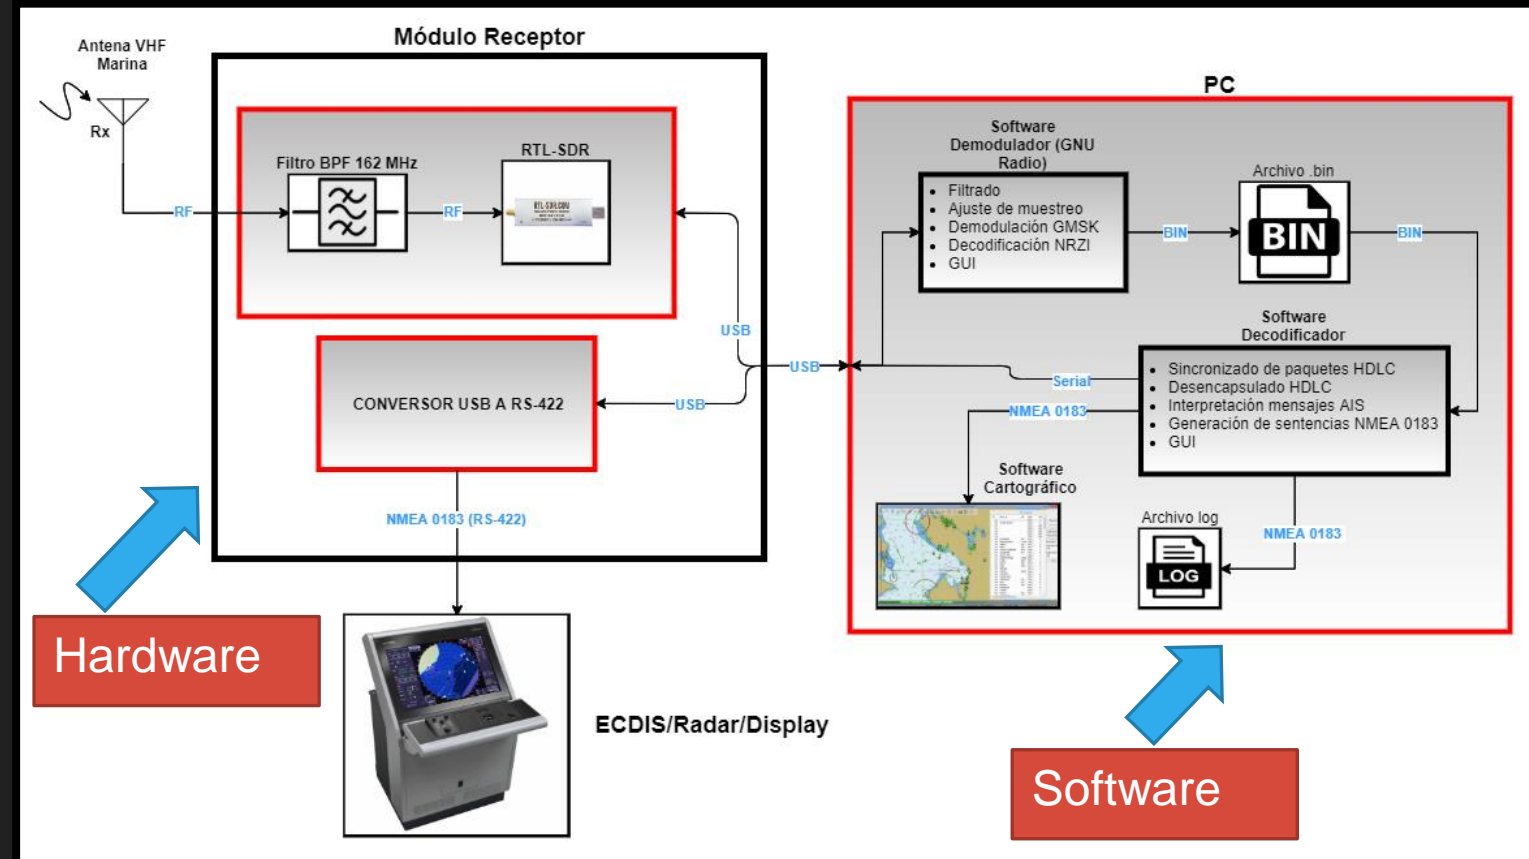 Antena VHF
Marina
Rx
RF
Módulo Receptor
Filtro BPF 162 MHz
RF
RTL-SDR
RTL-SDR.COM
USB
CONVERSOR USB A RS-422
USB
USB
NMEA 0183 (RS-422)
Hardware
ECDIS/Radar/Display
PC
Software
Demodulador (GNU
Radio)
• Filtrado
• Ajuste de muestreo
• Demodulación GMSK
• Decodificación NRZI
• GUI
BIN
Archivo .bin
BIN
BIN
Software
Decodificador
• Sincronizado de paquetes HDLC
• Desencapsulado HDLC
• Interpretación mensajes AIS
• Generación de sentencias NMEA 0183
• GUI
Serial
NMEA 0183
Software
Cartográfico
Archivo log
LOG
NMEA 0183
Software